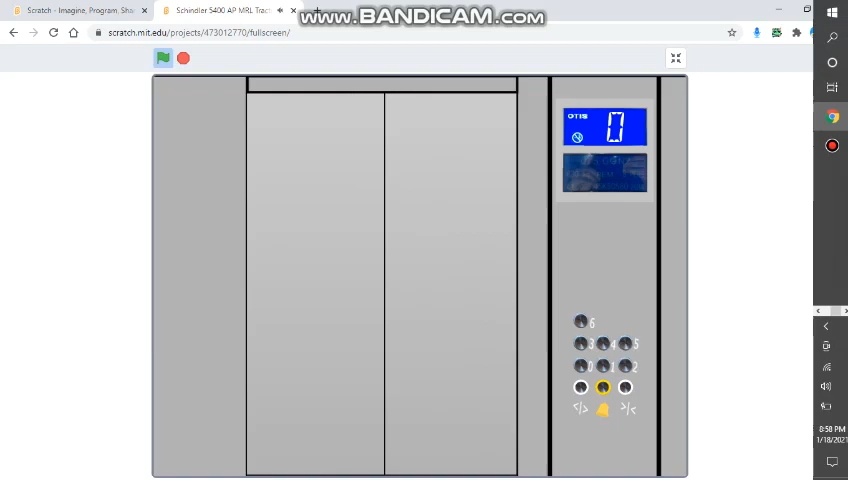 Scratch - Imagine, Program, Shar
Schindler 5400 AP MRL Tract
www.BANDICAM.com
scratch.mit.edu/projects/473012770/fullscreen/
OTIS
0
6
3 4 5
0 1 2
</> >/<
8:58 PM
1/18/2021